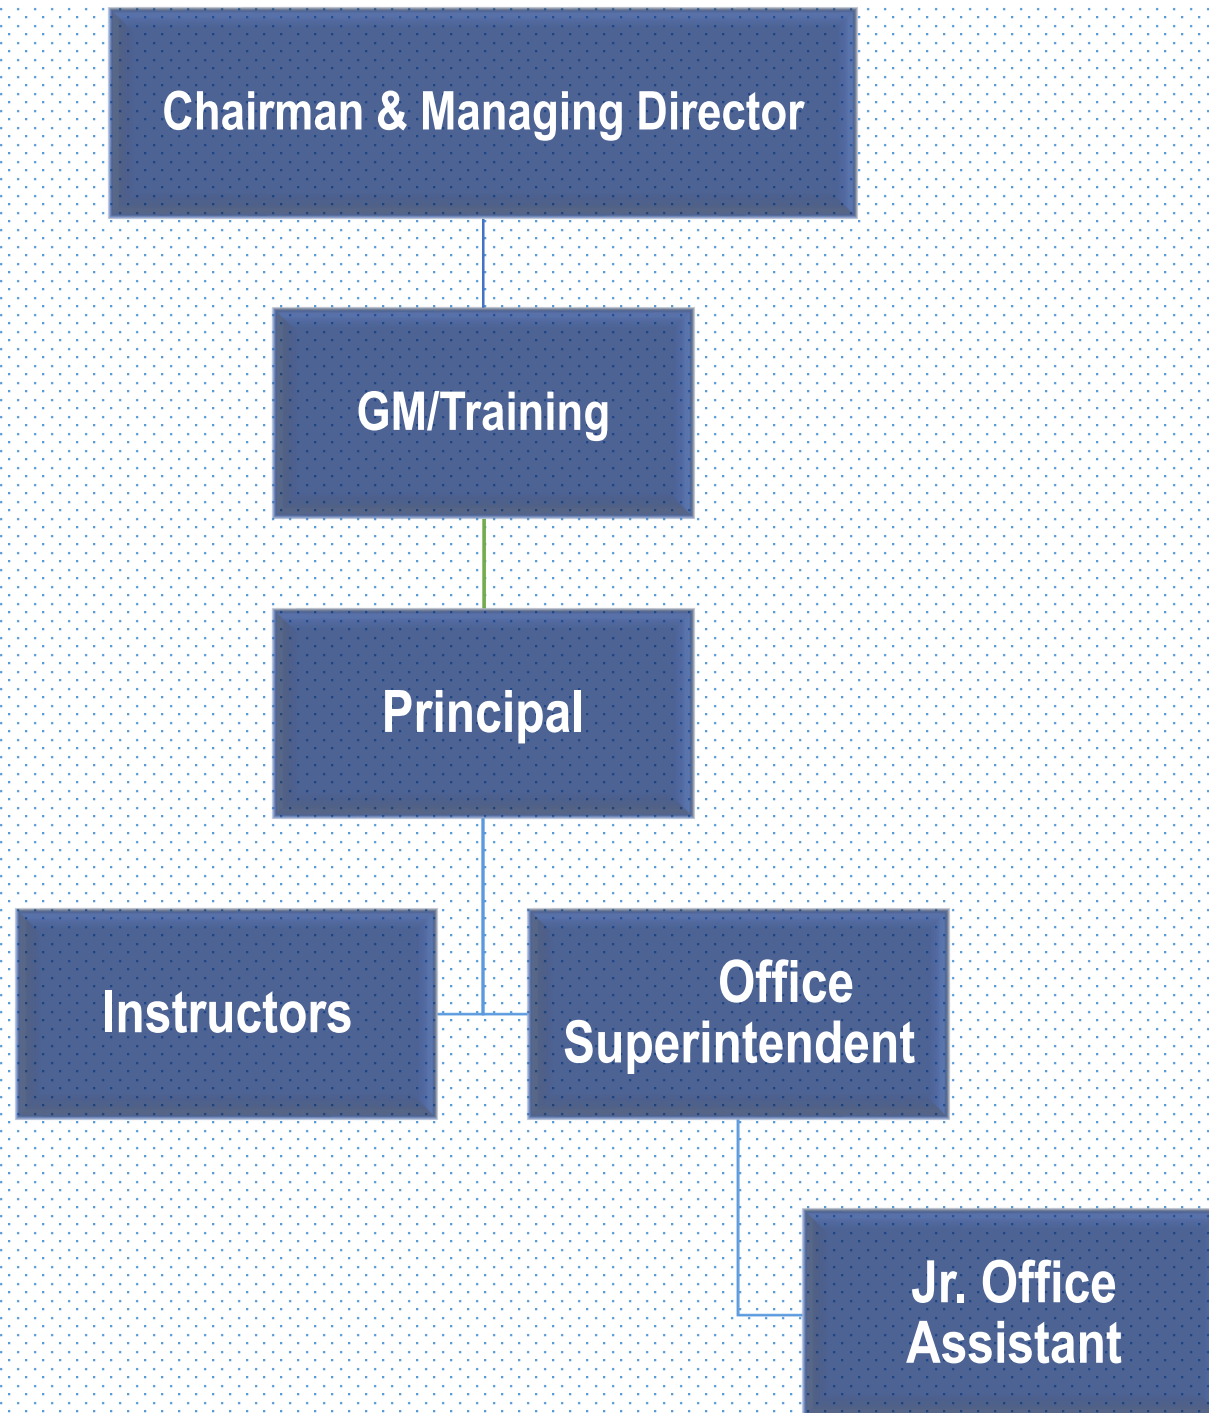 Chairman & Managing Director
GM/Training
Principal
Instructors
Office
Superintendent
Jr. Office
Assistant